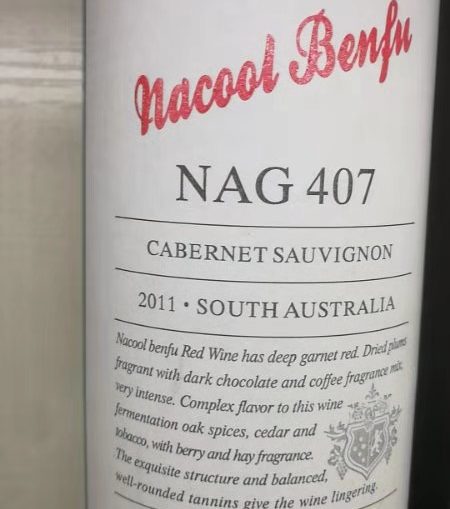 Nacool Benfu
NAG 407
CABERNET SAUVIGNON
2011 • SOUTH AUSTRALIA
Nacool benfu Red Wine has deep garnet red. Dried plums
fragrant with dark chocolate and coffee fragrance mix,
very intense. Complex flavor to this wine
fermentation oak spices, cedar and
tobacco, with berry and hay fragrance.
The exquisite structure and balanced,
well-rounded tannins give the wine lingering.